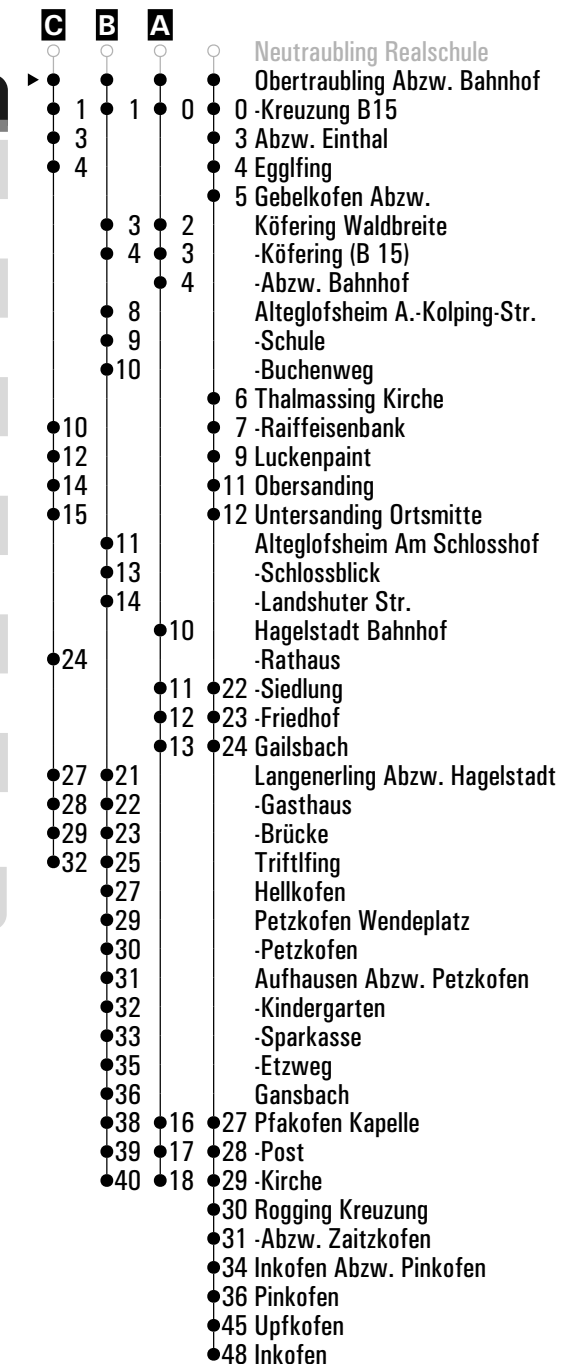 C B A
Neutraubling Realschule
Obertraubling Abzw. Bahnhof
1 1 0 0 -Kreuzung B15
3 3 Abzw. Einthal
4 4 Egglfing
5 Gebelkofen Abzw.
3 2 Köfering Waldbreite
4 3 -Köfering (B 15)
4 -Abzw. Bahnhof
8 Alteglofsheim A.-Kolping-Str.
9 -Schule
10 -Buchenweg
6 Thalmassing Kirche
10 7 -Raiffeisenbank
12 9 Luckenpaint
14 11 Obersanding
15 12 Untersanding Ortsmitte
11 Alteglofsheim Am Schlosshof
13 -Schlossblick
14 -Landshuter Str.
10 Hagelstadt Bahnhof
24 -Rathaus
11 22 -Siedlung
12 23 -Friedhof
13 24 Gailsbach
27 21 Langenerling Abzw. Hagelstadt
28 22 -Gasthaus
29 23 -Brücke
32 25 Triftlfing
27 Hellkofen
29 Petzkofen Wendeplatz
30 -Petzkofen
31 Aufhausen Abzw. Petzkofen
32 -Kindergarten
33 -Sparkasse
35 -Etzweg
36 Gansbach
38 16 27 Pfakofen Kapelle
39 17 28 -Post
40 18 29 -Kirche
30 Rogging Kreuzung
31 -Abzw. Zaitzkofen
34 Inkofen Abzw. Pinkofen
36 Pinkofen
45 Upfkofen
48 Inkofen